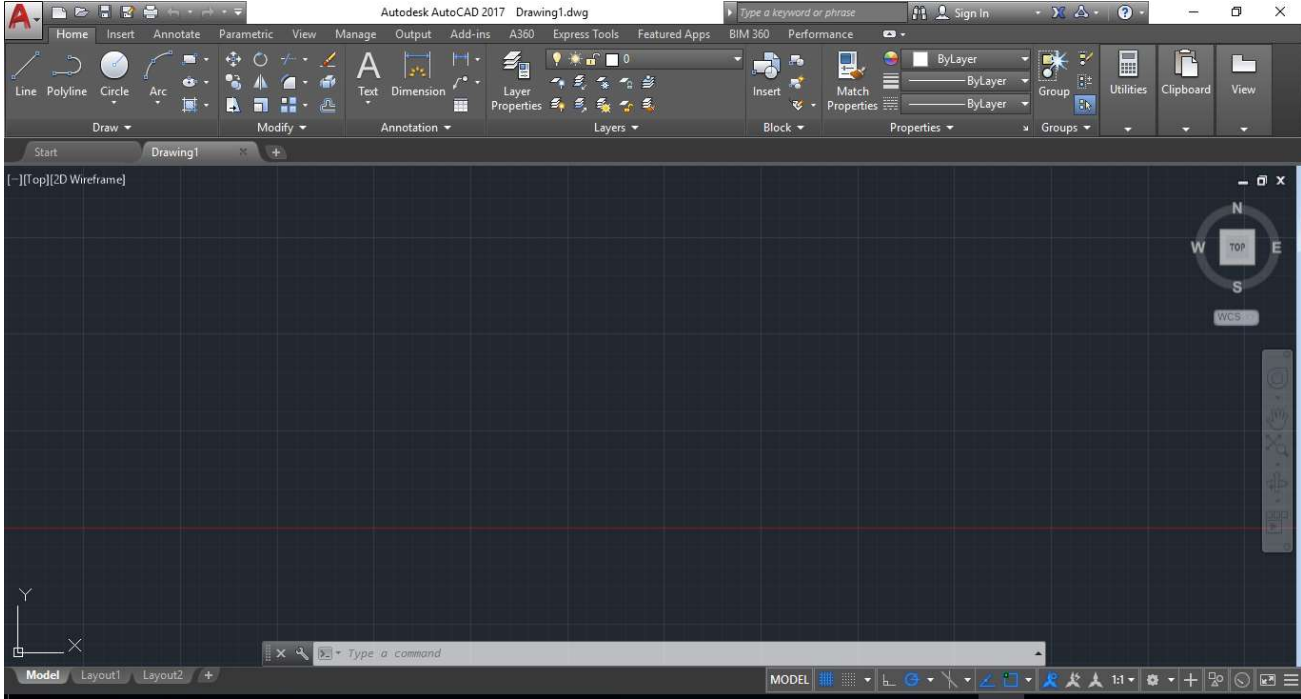 A Autodesk AutoCAD 2017 Drawing1.dwg Type a keyword or phrase Sign In ?
Home Insert Annotate Parametric View Manage Output Add-ins A360 Express Tools Featured Apps BIM 360 Performance
Line Polyline Circle Arc
A Text Dimension
Layer Properties
0
Insert
Match Properties
ByLayer
ByLayer
ByLayer
Group
Utilities Clipboard View
Draw Modify Annotation Layers Block Properties Groups
Start Drawing1 +
[−][Top][2D Wireframe]
N
W TOP E
S
WCS
Y
X
Type a command
Model Layout1 Layout2 + MODEL 1:1